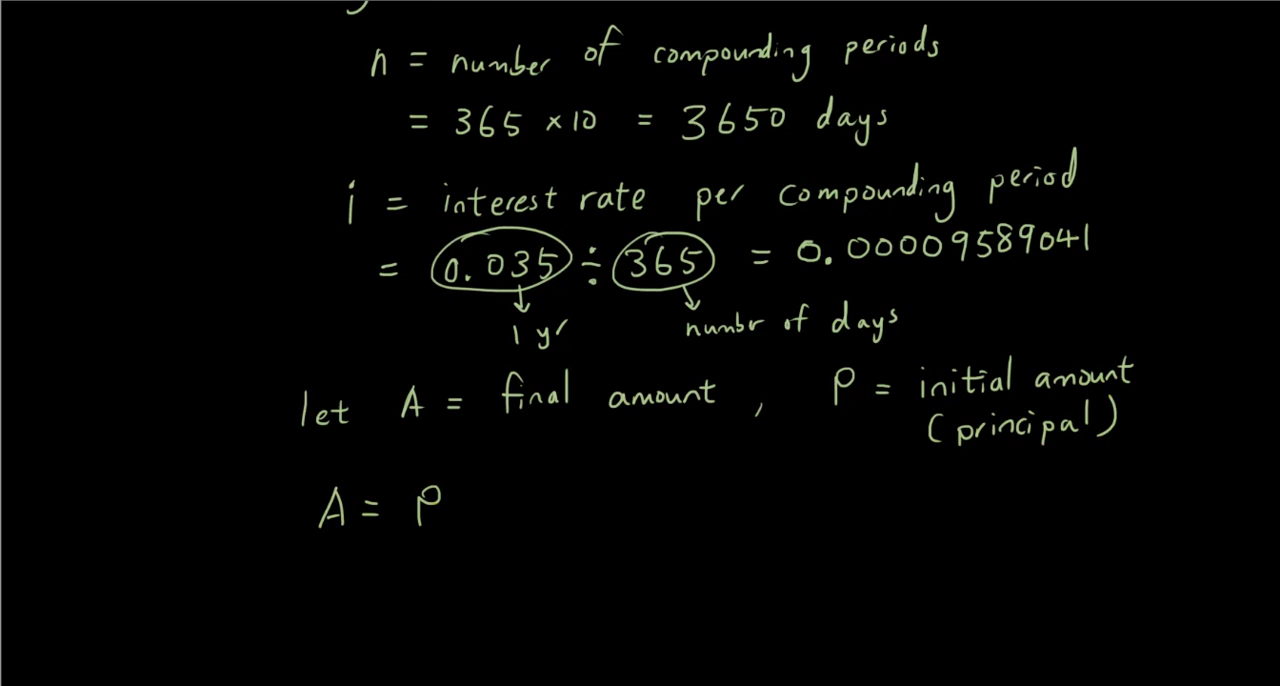 n = number of compounding periods
= 365 × 10 = 3650 days
i = interest rate per compounding period
= 0.035 ÷ 365 = 0.00009589041
1 yr numbr of days
let A = final amount , P = initial amount
(principal)
A = P